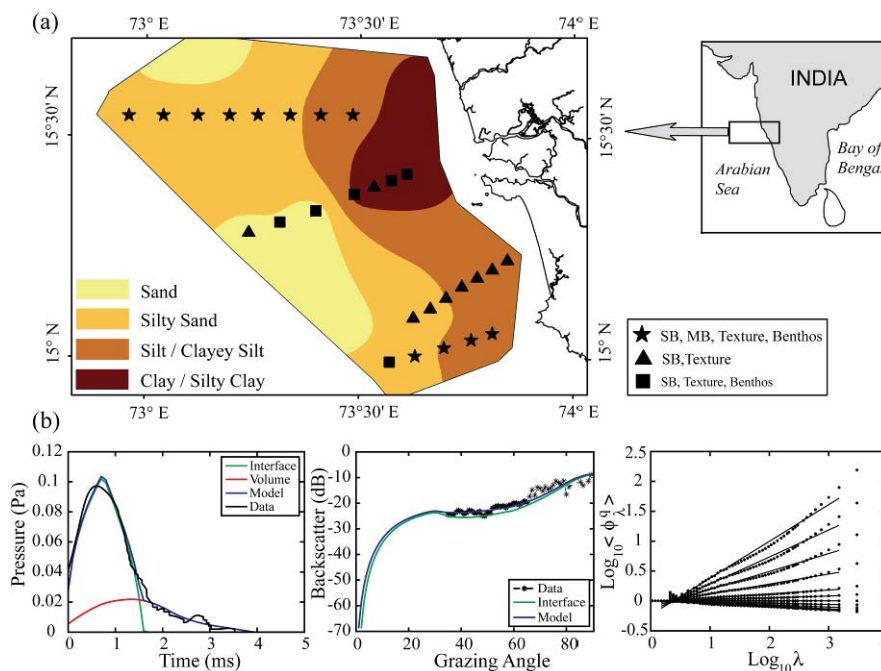 (a)
73° E
73°30' E
74° E
15°30' N
15°30' N
15° N
15° N
Sand
Silty Sand
Silt / Clayey Silt
Clay / Silty Clay
73° E
73°30' E
74° E
INDIA
Arabian
Sea
Bay of
Bengal
SB, MB, Texture, Benthos
SB,Texture
SB, Texture, Benthos
(b)
Pressure (Pa)
0.12
0.1
0.08
0.06
0.04
0.02
0
Interface
Volume
Model
Data
0 1 2 3 4 5
Time (ms)
Backscatter (dB)
0
-10
-20
-30
-40
-50
-60
-70
Data
Interface
Model
0 20 40 60 80
Grazing Angle
Log₁₀< ϕ_λ^q >
2.5
2
1.5
1
0.5
0
-0.5
0 1 2 3 4
Log₁₀λ